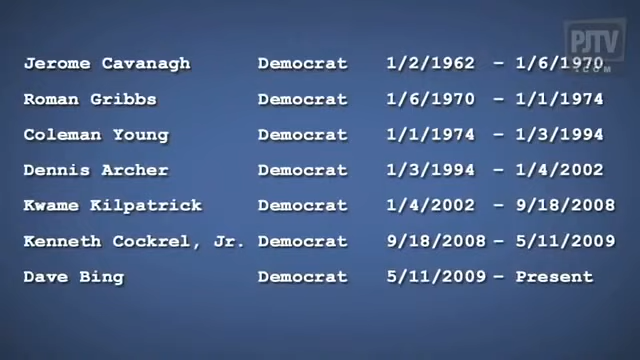 PJTV
.COM
Jerome Cavanagh Democrat 1/2/1962 – 1/6/1970
Roman Gribbs Democrat 1/6/1970 – 1/1/1974
Coleman Young Democrat 1/1/1974 – 1/3/1994
Dennis Archer Democrat 1/3/1994 – 1/4/2002
Kwame Kilpatrick Democrat 1/4/2002 – 9/18/2008
Kenneth Cockrel, Jr. Democrat 9/18/2008 – 5/11/2009
Dave Bing Democrat 5/11/2009 – Present